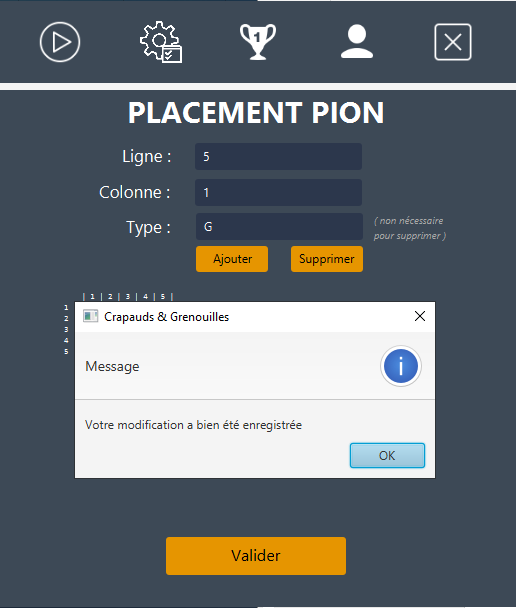 1
PLACEMENT PION
Ligne : 5
Colonne : 1
Type : G
( non nécessaire
pour supprimer )
Ajouter Supprimer
| 1 | 2 | 3 | 4 | 5 |
1
2
3
4
5
Crapauds & Grenouilles
Message
i
Votre modification a bien été enregistrée
OK
Valider